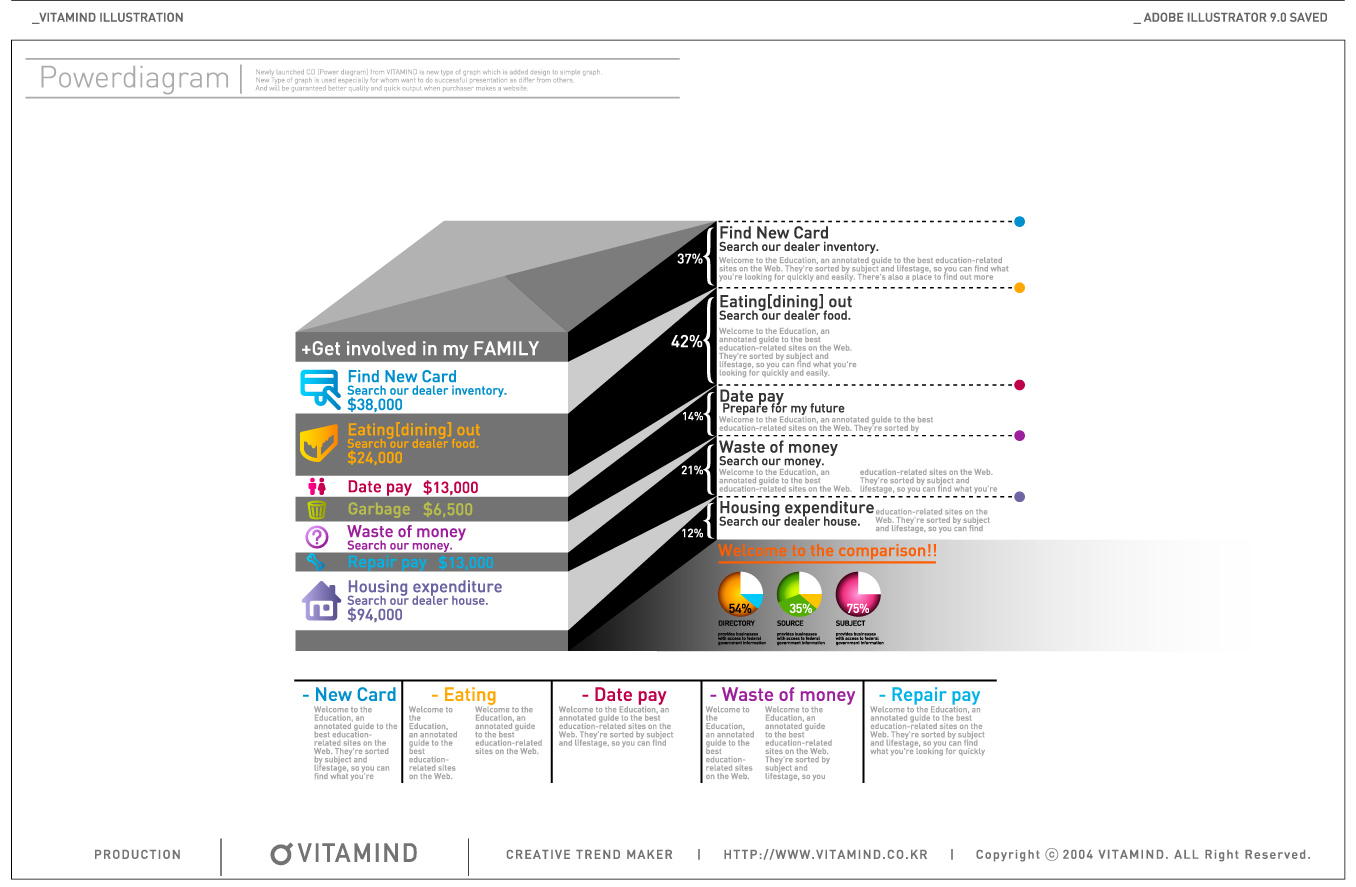 _VITAMIND ILLUSTRATION
_ ADOBE ILLUSTRATOR 9.0 SAVED
Powerdiagram
Newly launched CD (Power diagram) from VITAMIND is new type of graph which is added design to simple graph.
New Type of graph is used especially for whom want to do successful presentation as differ from others.
And will be guaranteed better quality and quick output when purchaser makes a website.
+Get involved in my FAMILY
Find New Card
Search our dealer inventory.
$38,000
Eating[dining] out
Search our dealer food.
$24,000
Date pay $13,000
Garbage $6,500
Waste of money
Search our money.
Repair pay $13,000
Housing expenditure
Search our dealer house.
$94,000
37%
Find New Card
Search our dealer inventory.
Welcome to the Education, an annotated guide to the best education-related
sites on the Web. They're sorted by subject and lifestage, so you can find what
you're looking for quickly and easily. There's also a place to find out more
42%
Eating[dining] out
Search our dealer food.
Welcome to the Education, an
annotated guide to the best
education-related sites on the Web.
They're sorted by subject and
lifestage, so you can find what you're
looking for quickly and easily.
14%
Date pay
Prepare for my future
Welcome to the Education, an annotated guide to the best
education-related sites on the Web. They're sorted by
21%
Waste of money
Search our money.
Welcome to the Education, an
annotated guide to the best
education-related sites on the Web.
education-related sites on the Web.
They're sorted by subject and
lifestage, so you can find what you're
12%
Housing expenditure
Search our dealer house.
education-related sites on the
Web. They're sorted by subject
and lifestage, so you can find
Welcome to the comparison!!
54%
DIRECTORY
provides businesses
with access to federal
government information
35%
SOURCE
provides businesses
with access to federal
government information
75%
SUBJECT
provides businesses
with access to federal
government information
- New Card
Welcome to the
Education, an
annotated guide to the
best education-
related sites on the
Web. They're sorted
by subject and
lifestage, so you can
find what you're
- Eating
Welcome to
the
Education,
an annotated
guide to the
best
education-
related sites
on the Web.
Welcome to the
Education, an
annotated guide
to the best
education-related
sites on the Web.
- Date pay
Welcome to the Education, an
annotated guide to the best
education-related sites on the
Web. They're sorted by subject
and lifestage, so you can find
- Waste of money
Welcome to
the
Education,
an annotated
guide to the
best
education-
related sites
on the Web.
Welcome to the
Education, an
annotated guide
to the best
education-related
sites on the Web.
They're sorted by
subject and
lifestage, so you
- Repair pay
Welcome to the Education, an
annotated guide to the best
education-related sites on the
Web. They're sorted by subject
and lifestage, so you can find
what you're looking for quickly
PRODUCTION
VITAMIND
CREATIVE TREND MAKER | HTTP://WWW.VITAMIND.CO.KR | Copyright ⓒ 2004 VITAMIND. ALL Right Reserved.